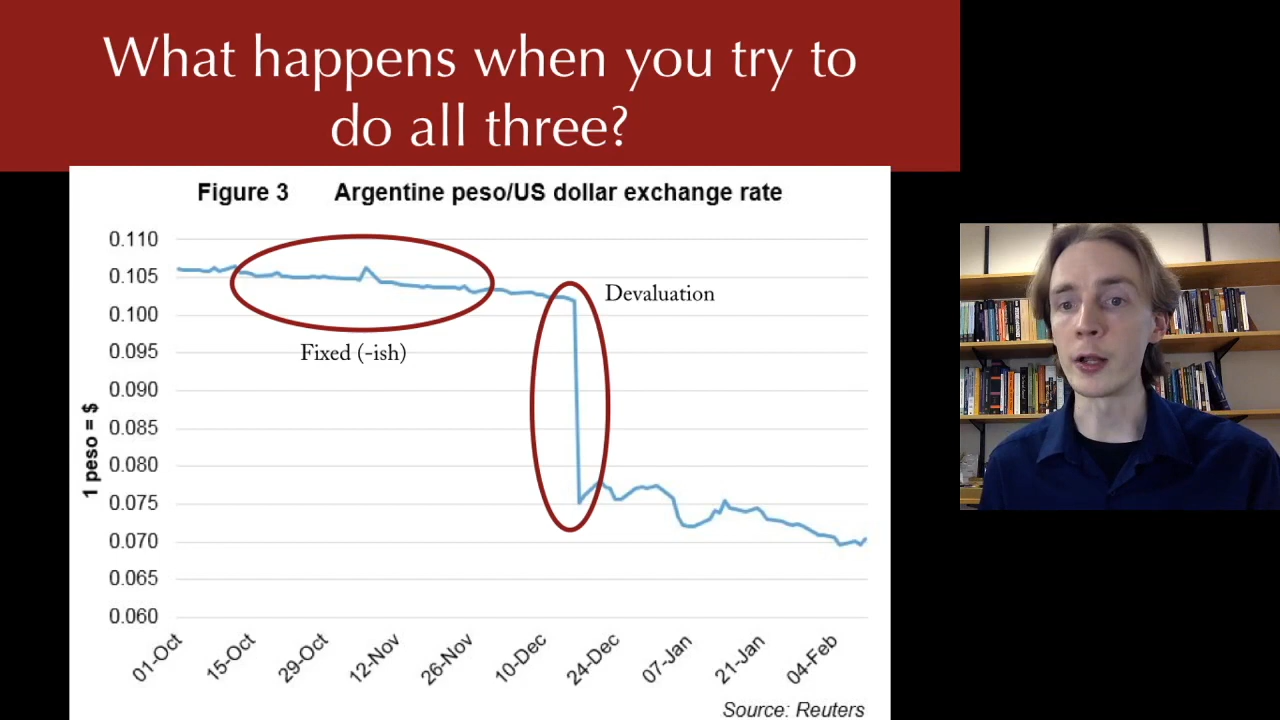 What happens when you try to
do all three?
Figure 3 Argentine peso/US dollar exchange rate
0.110
0.105
0.100
0.095
0.090
0.085
0.080
0.075
0.070
0.065
0.060
1 peso = $
Fixed (-ish)
Devaluation
01-Oct
15-Oct
29-Oct
12-Nov
26-Nov
10-Dec
24-Dec
07-Jan
21-Jan
04-Feb
Source: Reuters